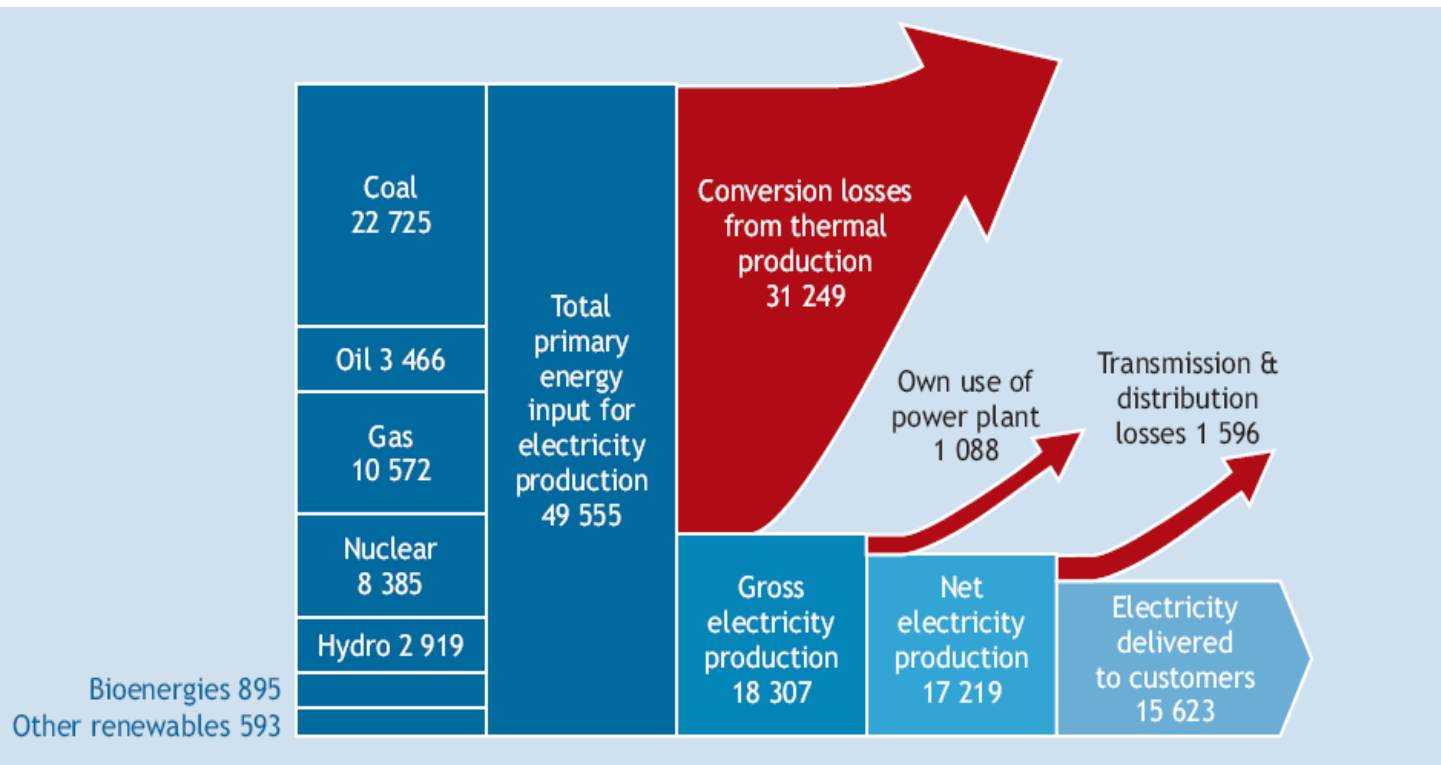 Coal
22 725
Oil 3 466
Gas
10 572
Nuclear
8 385
Hydro 2 919
Bioenergies 895
Other renewables 593
Total
primary
energy
input for
electricity
production
49 555
Conversion losses
from thermal
production
31 249
Own use of
power plant
1 088
Transmission &
distribution
losses 1 596
Gross
electricity
production
18 307
Net
electricity
production
17 219
Electricity
delivered
to customers
15 623